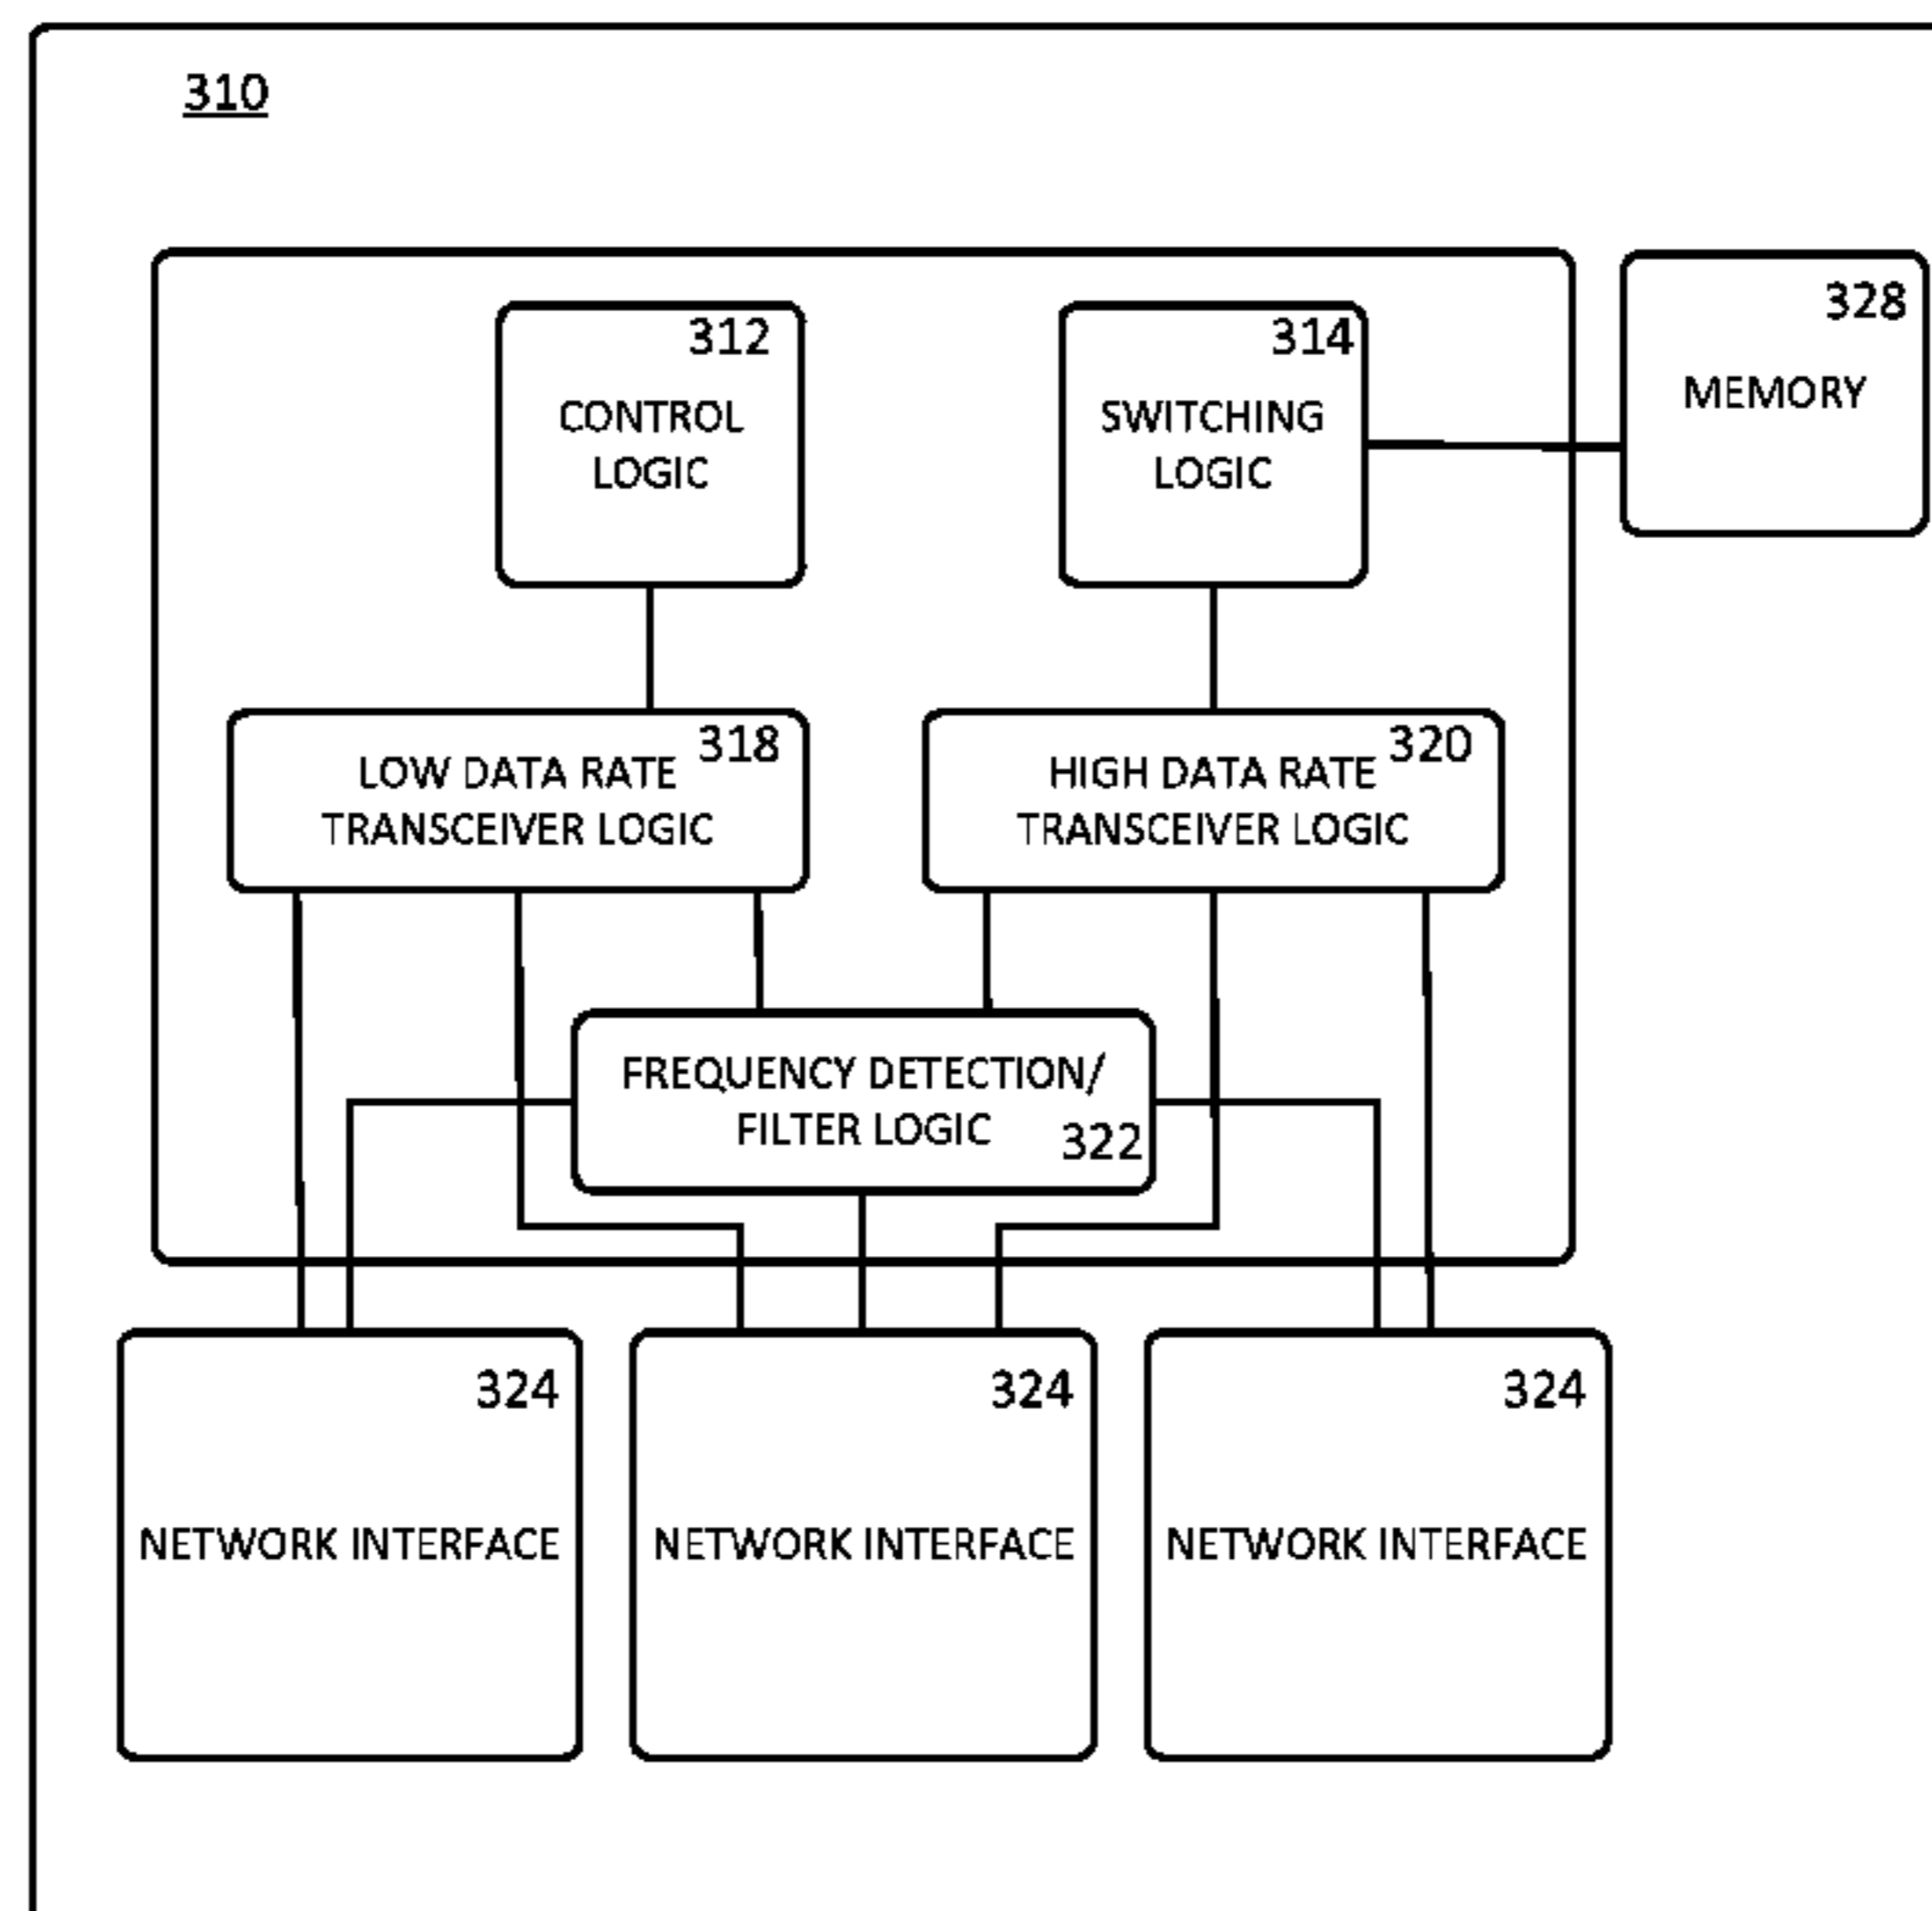 310
312
CONTROL
LOGIC
314
SWITCHING
LOGIC
328
MEMORY
318
LOW DATA RATE
TRANSCEIVER LOGIC
320
HIGH DATA RATE
TRANSCEIVER LOGIC
FREQUENCY DETECTION/
FILTER LOGIC
322
324
NETWORK INTERFACE
324
NETWORK INTERFACE
324
NETWORK INTERFACE